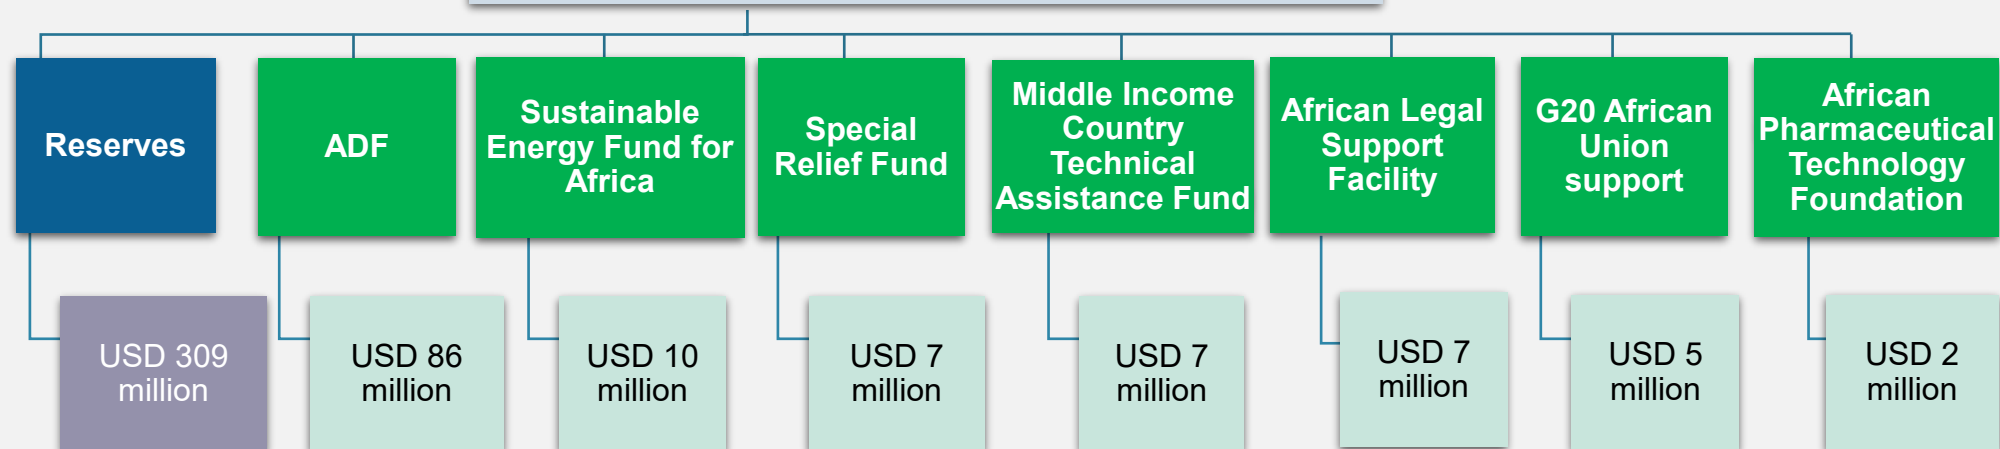 Reserves
ADF
Sustainable
Energy Fund for
Africa
Special
Relief Fund
Middle Income
Country
Technical
Assistance Fund
African Legal
Support
Facility
G20 African
Union
support
African
Pharmaceutical
Technology
Foundation
USD 309
million
USD 86
million
USD 10
million
USD 7
million
USD 7
million
USD 7
million
USD 5
million
USD 2
million